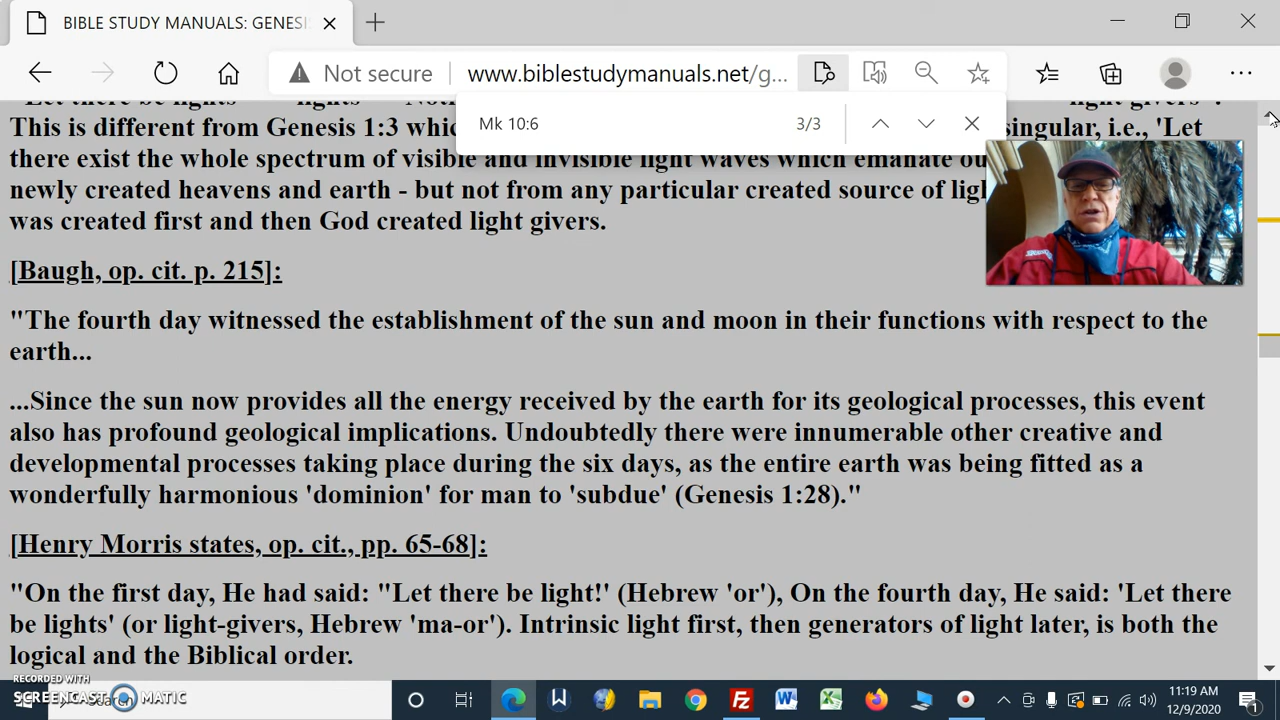 BIBLE STUDY MANUALS: GENESI
Not secure
www.biblestudymanuals.net/g...
Mk 10:6
3/3
"Let there be lights" "lights" light givers".
This is different from Genesis 1:3 singular, i.e., 'Let
there exist the whole spectrum of visible and invisible light waves which emanate
newly created heavens and earth - but not from any particular created source of
was created first and then God created light givers.
[Baugh, op. cit. p. 215]:
"The fourth day witnessed the establishment of the sun and moon in their functions with respect to the
earth...
...Since the sun now provides all the energy received by the earth for its geological processes, this event
also has profound geological implications. Undoubtedly there were innumerable other creative and
developmental processes taking place during the six days, as the entire earth was being fitted as a
wonderfully harmonious 'dominion' for man to 'subdue' (Genesis 1:28)."
[Henry Morris states, op. cit., pp. 65-68]:
"On the first day, He had said: "Let there be light!' (Hebrew 'or'), On the fourth day, He said: 'Let there
be lights' (or light-givers, Hebrew 'ma-or'). Intrinsic light first, then generators of light later, is both the
logical and the Biblical order.
RECORDED WITH
SCREENCAST MATIC
Search
11:19 AM
12/9/2020
1